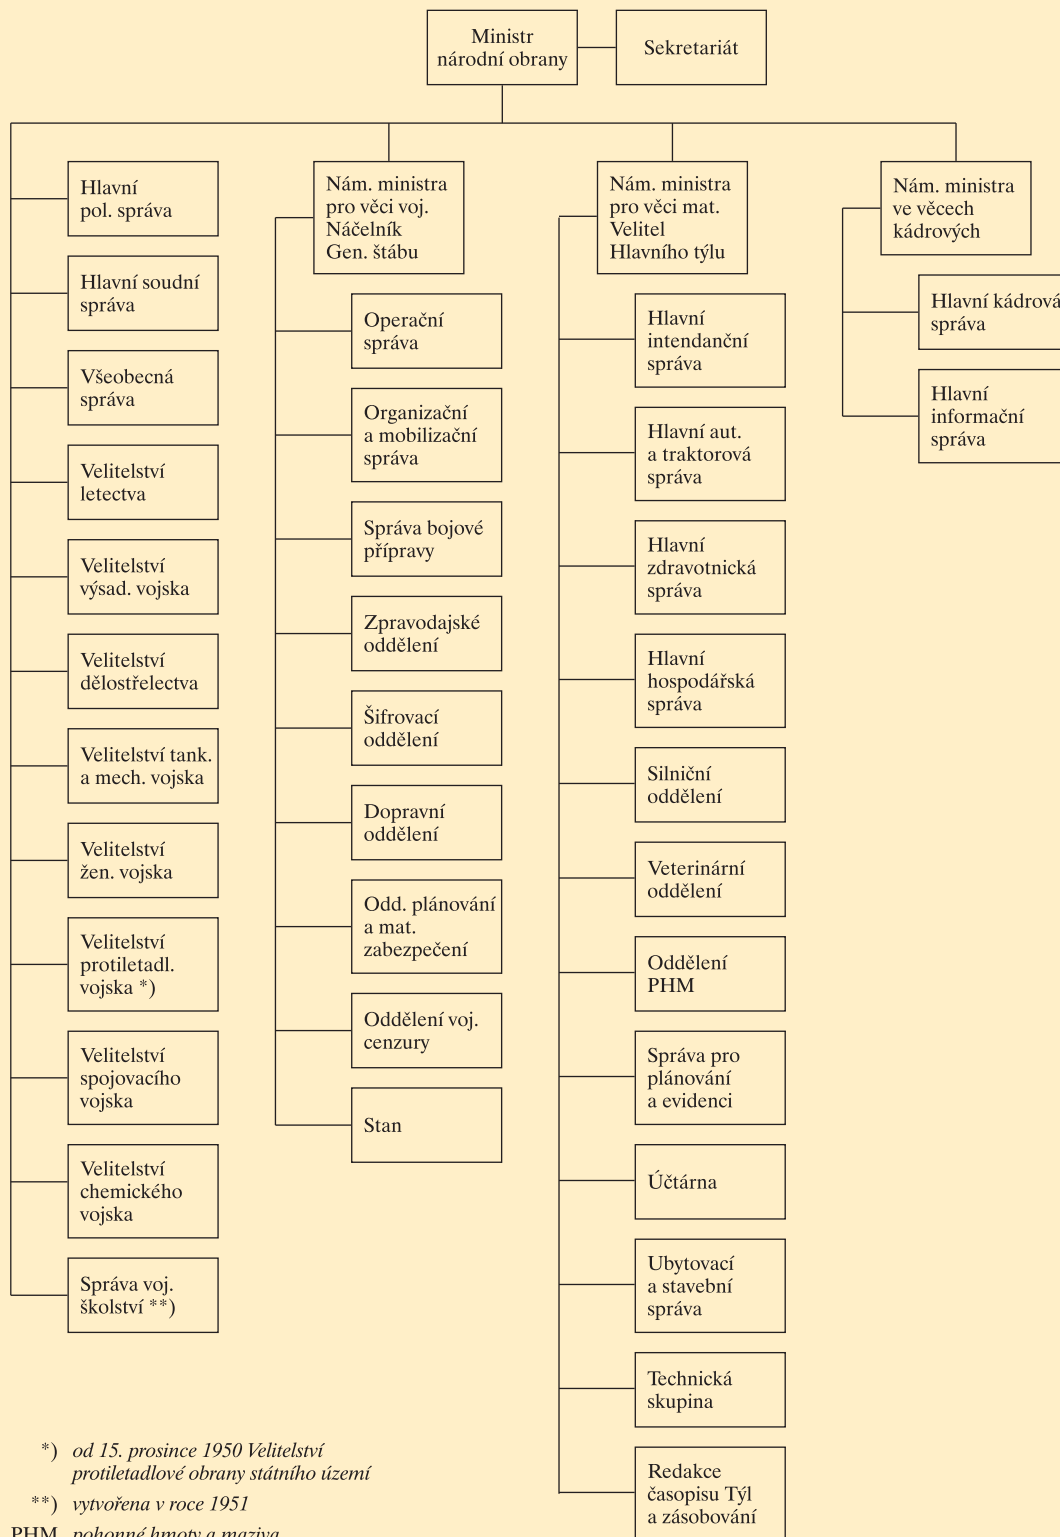 Ministr
národní obrany
Sekretariát
Hlavní
pol. správa
Hlavní soudní
správa
Všeobecná
správa
Velitelství
letectva
Velitelství
výsad. vojska
Velitelství
dělostřelectva
Velitelství tank.
a mech. vojska
Velitelství
žen. vojska
Velitelství
protiletadl.
vojska *)
Velitelství
spojovacího
vojska
Velitelství
chemického
vojska
Správa voj.
školství **)
Nám. ministra
pro věci voj.
Náčelník
Gen. štábu
Operační
správa
Organizační
a mobilizační
správa
Správa bojové
přípravy
Zpravodajské
oddělení
Šifrovací
oddělení
Dopravní
oddělení
Odd. plánování
a mat.
zabezpečení
Oddělení voj.
cenzury
Stan
Nám. ministra
pro věci mat.
Velitel
Hlavního týlu
Hlavní
intendanční
správa
Hlavní aut.
a traktorová
správa
Hlavní
zdravotnická
správa
Hlavní
hospodářská
správa
Silniční
oddělení
Veterinární
oddělení
Oddělení
PHM
Správa pro
plánování
a evidenci
Účtárna
Ubytovací
a stavební
správa
Technická
skupina
Redakce
časopisu Týl
a zásobování
Nám. ministra
ve věcech
kádrových
Hlavní kádrová
správa
Hlavní
informační
správa
*) od 15. prosince 1950 Velitelství
protiletadlové obrany státního území
**) vytvořena v roce 1951
PHM pohonné hmoty a maziva